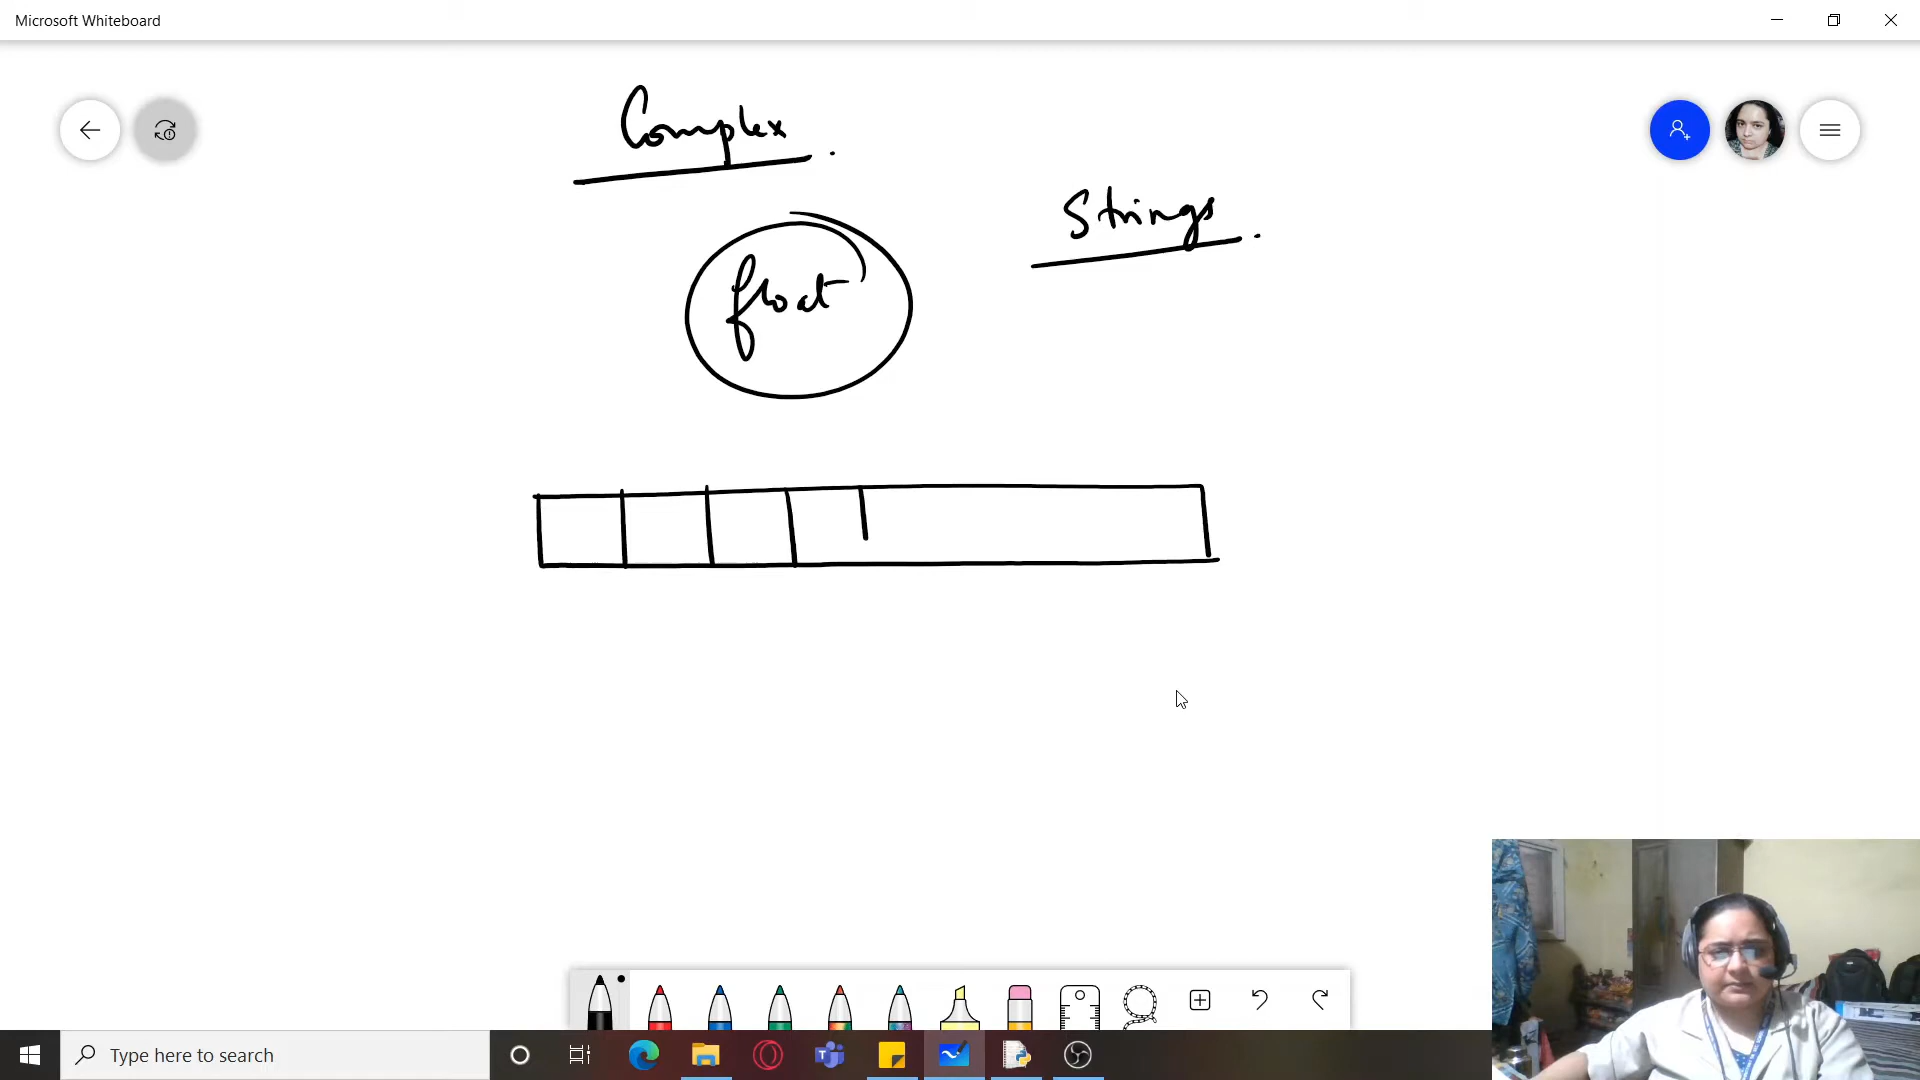 Microsoft Whiteboard
Complex.
Strings.
float
Type here to search